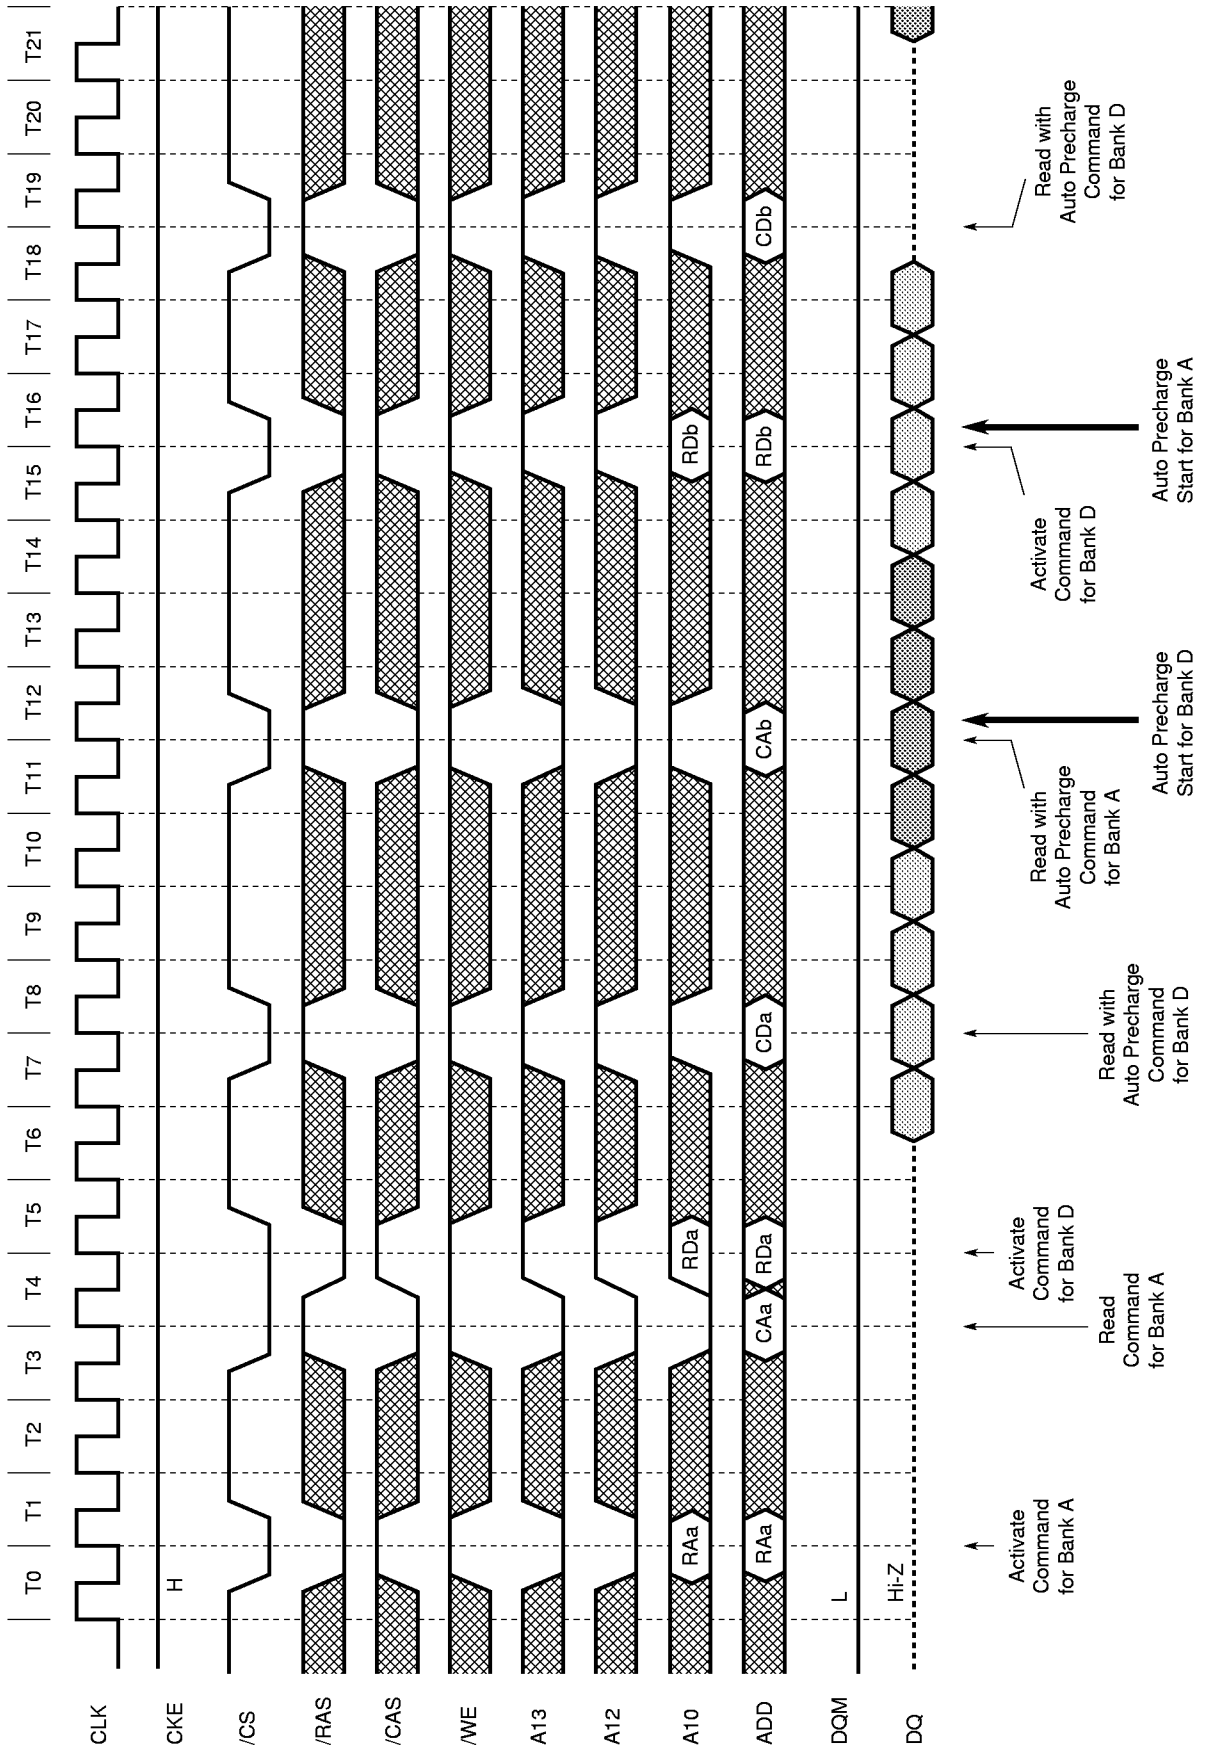 T0 T1 T2 T3 T4 T5 T6 T7 T8 T9 T10 T11 T12 T13 T14 T15 T16 T17 T18 T19 T20 T21
CLK
CKE
H
/CS
/RAS
/CAS
/WE
A13
A12
A10
RAa RDa RDb
ADD
RAa CAa RDa CDa CAb RDb CDb
DQM
L
DQ
Hi-Z
Activate
Command
for Bank A
Read
Command
for Bank A
Activate
Command
for Bank D
Read with
Auto Precharge
Command
for Bank D
Read with
Auto Precharge
Command
for Bank A
Auto Precharge
Start for Bank D
Activate
Command
for Bank D
Auto Precharge
Start for Bank A
Read with
Auto Precharge
Command
for Bank D